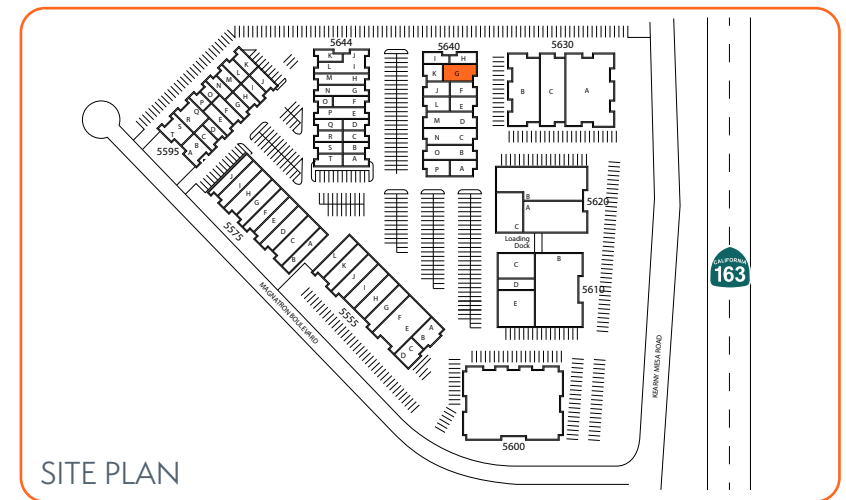 5644
K J
L I
M H
N G
O F
P E
Q D
R C
S B
T A
5640
I H
K G
J F
L E
M D
N C
O B
P A
5630
B C A
5595
K
L J
M I
N H
O G
P F
Q E
R D
S C
T B
A
5575
J
I
H
G
F
E
D
C A
B
5555
L
K
J
I
H
G
F
E A
B
C
D
5620
B
A
C
Loading
Dock
5610
B
C
D
E
5600
MAGNATRON BOULEVARD
KEARNY MESA ROAD
CALIFORNIA
163
SITE PLAN